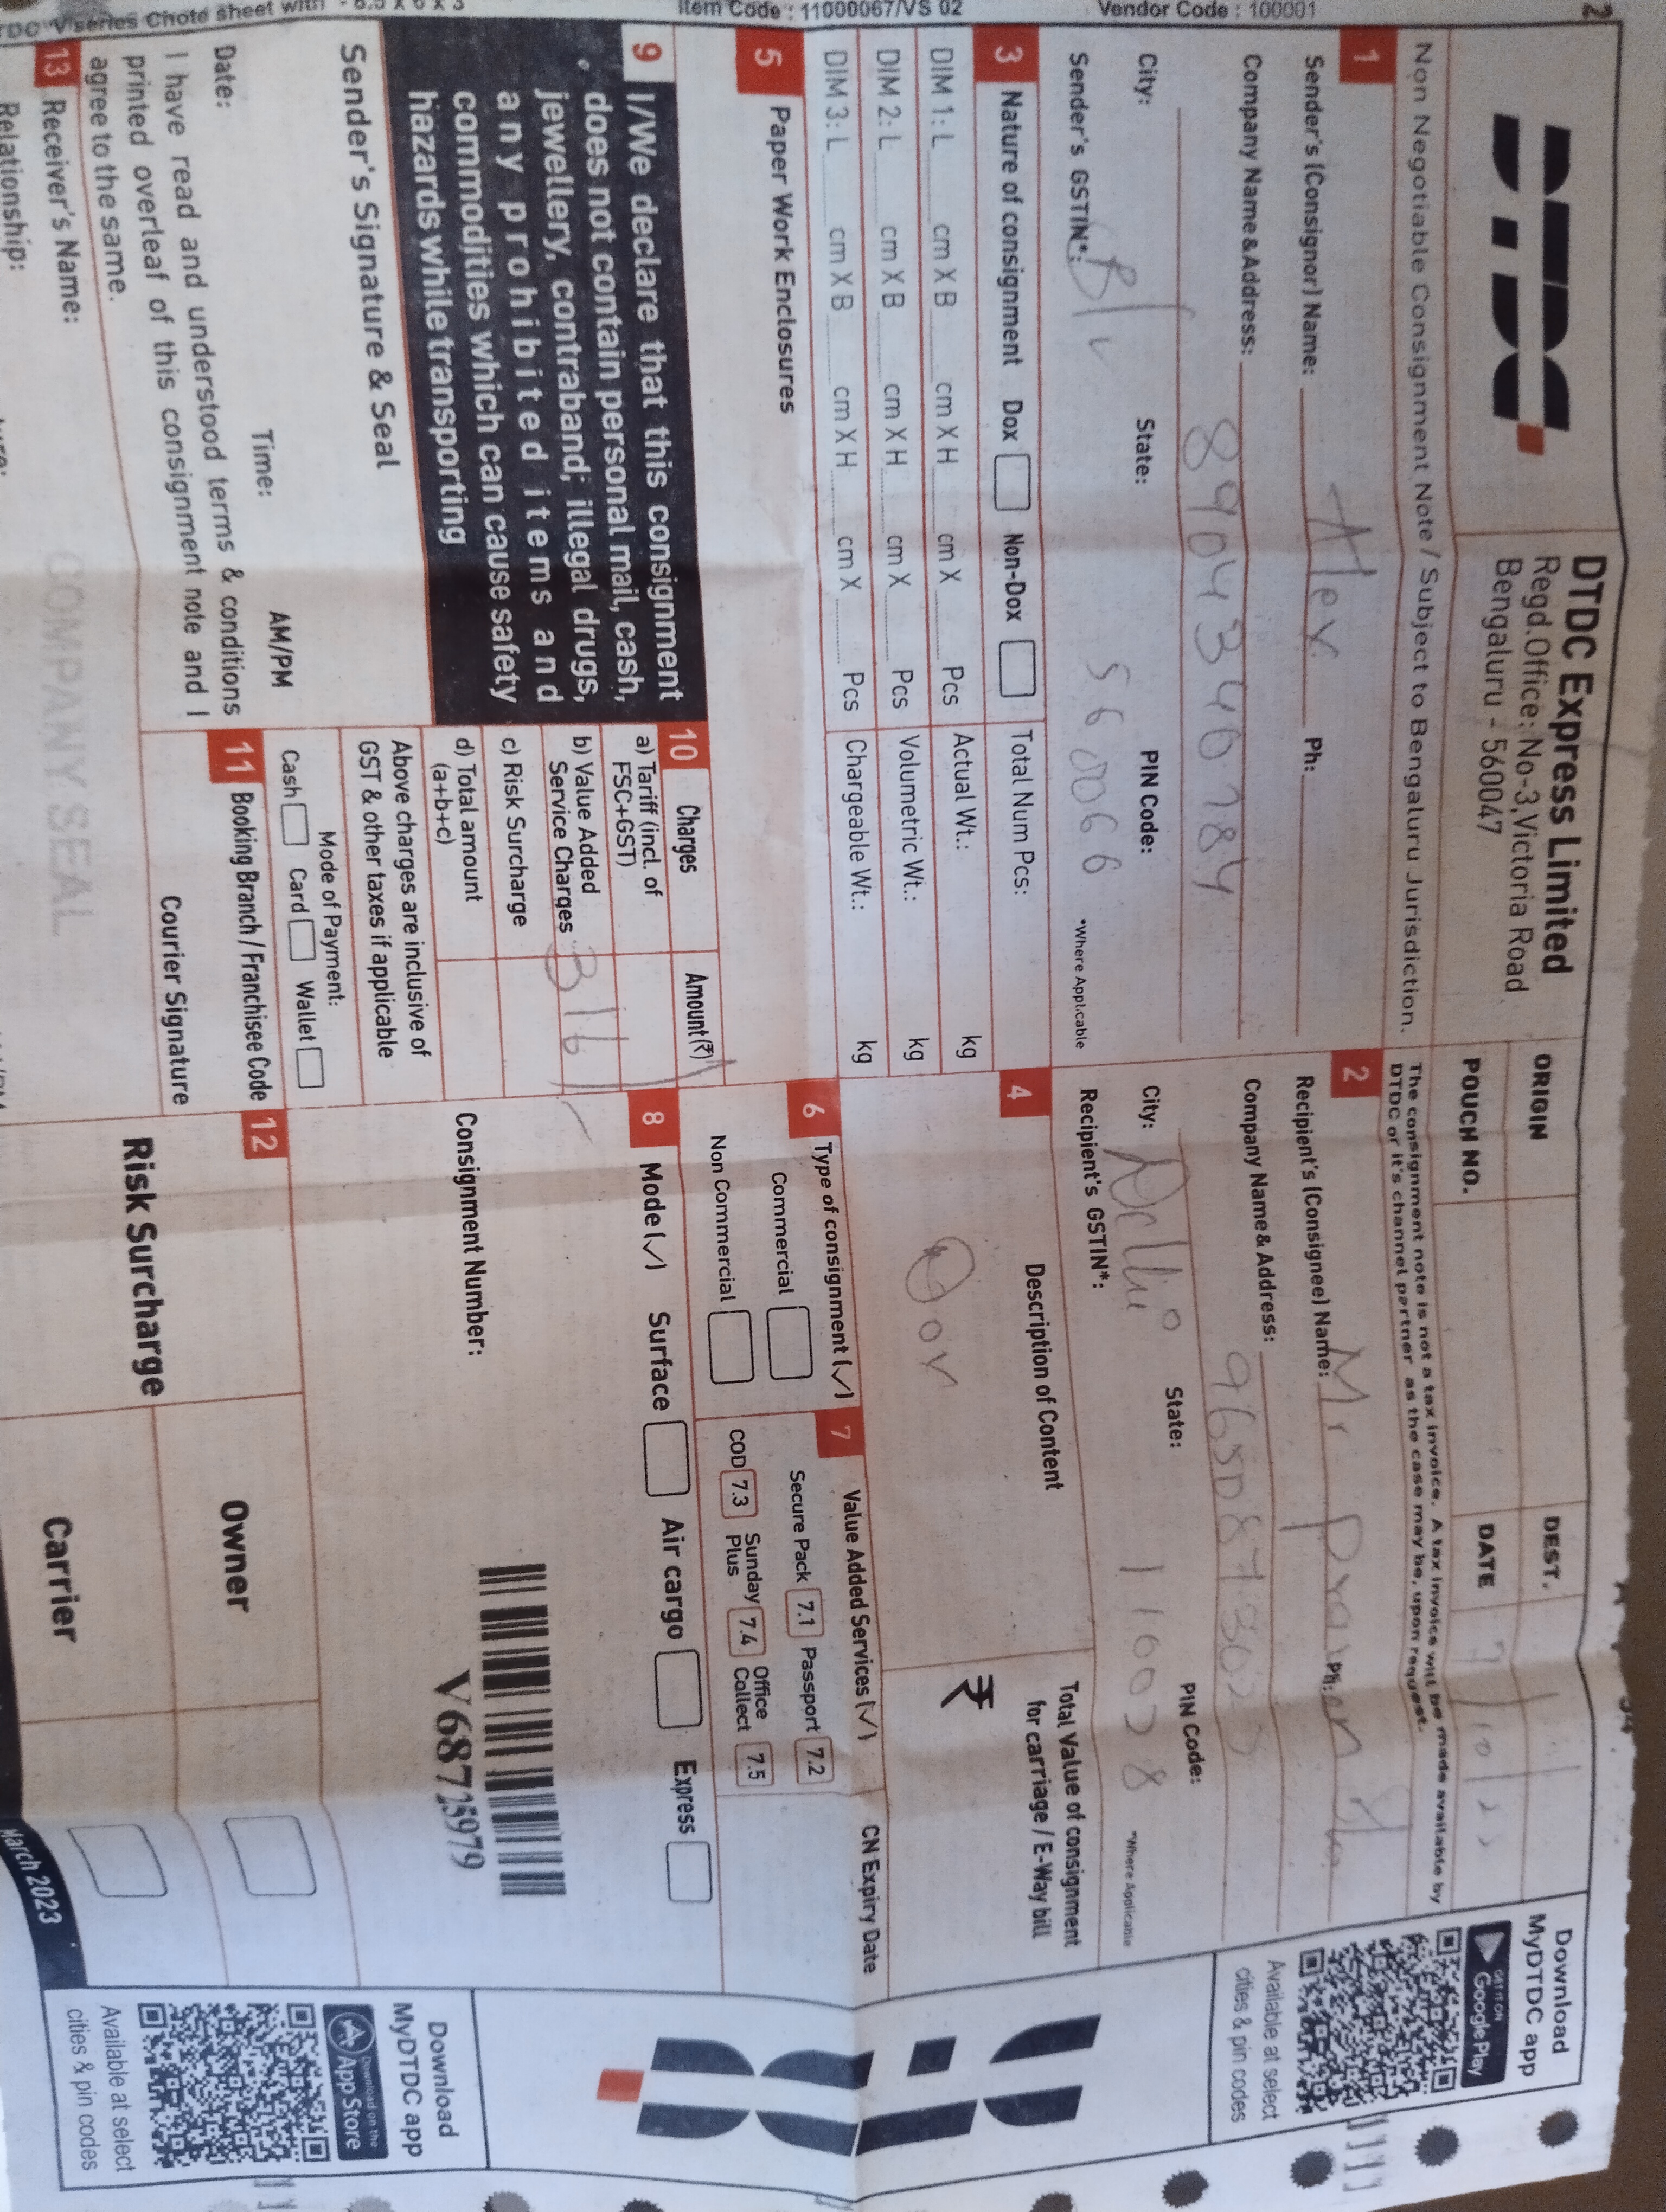 DTDC
DTDC Express Limited
Regd.Office: No-3,Victoria Road
Bengaluru - 560047
ORIGIN
DEST.
POUCH NO.
DATE
Download
MyDTDC app
GET IT ON
Google Play
Available at select
cities & pin codes
Non Negotiable Consignment Note / Subject to Bengaluru Jurisdiction.
The consignment note is not a tax invoice. A tax invoice will be made available by
DTDC or it's channel partner as the case may be, upon request.
1
Sender's (Consignor) Name: Alex Ph:
Company Name & Address:
City: State: PIN Code:
Blr 560066
Sender's GSTIN*:
*Where Applicable
2
Recipient's (Consignee) Name: Mr Ph:
Company Name & Address:
City: Delhi State: PIN Code:
Recipient's GSTIN*:
*Where Applicable
3 Nature of consignment Dox Non-Dox Total Num Pcs:
DIM 1: L cm X B cm X H cm X Pcs Actual Wt.: kg
DIM 2: L cm X B cm X H cm X Pcs Volumetric Wt.: kg
DIM 3: L cm X B cm X H cm X Pcs Chargeable Wt.: kg
4 Description of Content
Total Value of consignment
for carriage / E-Way bill
₹
5 Paper Work Enclosures
6 Type of consignment (✓)
Commercial
Non Commercial
7 Value Added Services (✓)
Secure Pack 7.1 Passport 7.2
COD 7.3 Sunday Plus 7.4 Office Collect 7.5
CN Expiry Date
8 Mode (✓) Surface Air cargo Express
Consignment Number:
V68725979
9 I/We declare that this consignment
does not contain personal mail, cash,
jewellery, contraband, illegal drugs,
any prohibited items and
commodities which can cause safety
hazards while transporting
Sender's Signature & Seal
Date: Time: AM/PM
I have read and understood terms & conditions
printed overleaf of this consignment note and I
agree to the same.
10 Charges Amount (₹)
a) Tariff (incl. of
FSC+GST)
b) Value Added
Service Charges
c) Risk Surcharge
d) Total amount
(a+b+c)
Above charges are inclusive of
GST & other taxes if applicable
Mode of Payment:
Cash Card Wallet
11 Booking Branch / Franchisee Code
Courier Signature
12
Risk Surcharge
Owner
Carrier
13 Receiver's Name:
Relationship:
COMPANY SEAL
March 2023
DTDC
Download
MyDTDC app
Download on the
App Store
Available at select
cities & pin codes
Item Code : 11000067/VS 02
Vendor Code : 100001
2